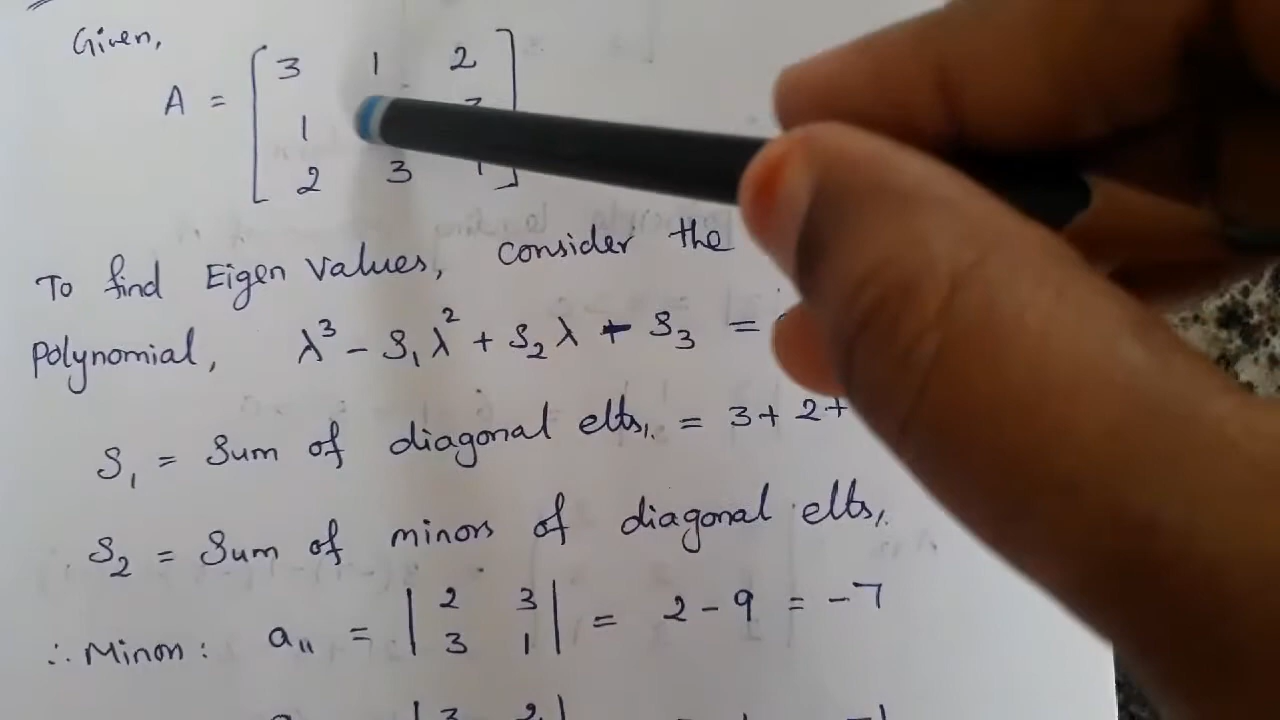 Given,
A = [ 3 1 2
1
2 3 1 ]
To find Eigen values, consider the
Polynomial, λ³ - S₁λ² + S₂λ - S₃ =
S₁ = Sum of diagonal elts, = 3 + 2 +
S₂ = Sum of minors of diagonal elts,
∴ Minor: a₁₁ = | 2 3 | = 2 - 9 = -7
| 3 1 |
| 3 2 |